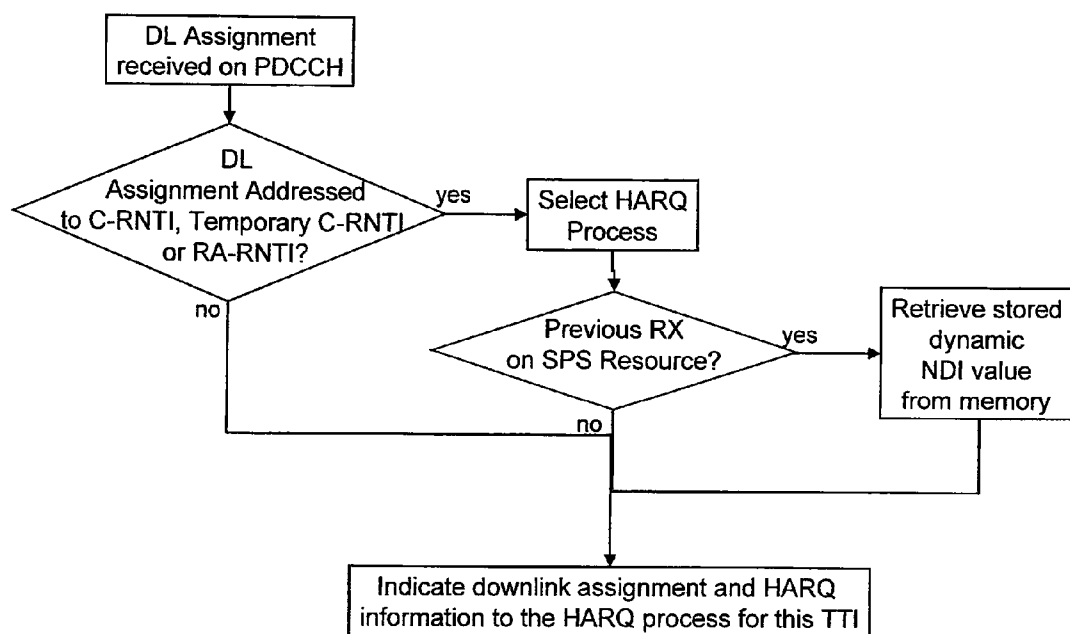 DL Assignment
received on PDCCH
DL
Assignment Addressed
to C-RNTI, Temporary C-RNTI
or RA-RNTI?
yes
no
Select HARQ
Process
Previous RX
on SPS Resource?
yes
no
Retrieve stored
dynamic
NDI value
from memory
Indicate downlink assignment and HARQ
information to the HARQ process for this TTI